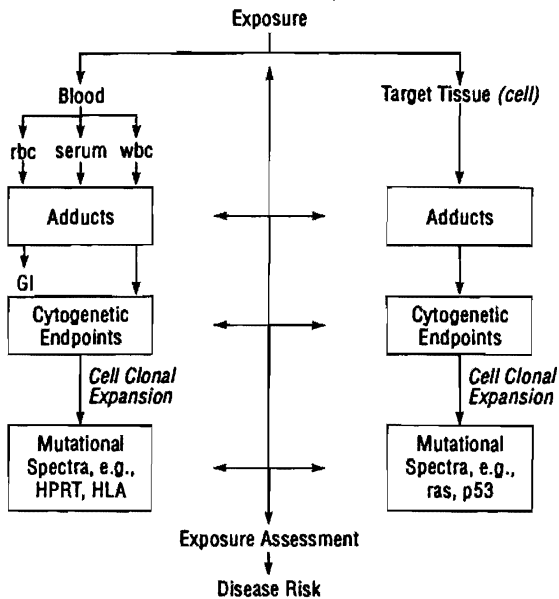 Exposure
Blood
Target Tissue (cell)
rbc serum wbc
Adducts
Adducts
GI
Cytogenetic
Endpoints
Cytogenetic
Endpoints
Cell Clonal
Expansion
Cell Clonal
Expansion
Mutational
Spectra, e.g.,
HPRT, HLA
Mutational
Spectra, e.g.,
ras, p53
Exposure Assessment
Disease Risk